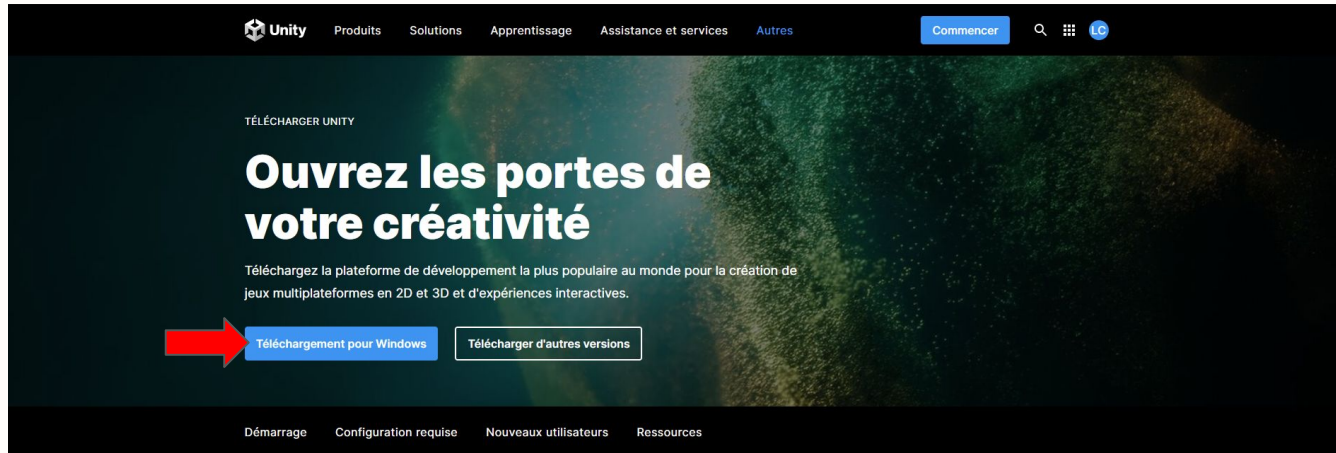 Unity Produits Solutions Apprentissage Assistance et services Autres Commencer LC
TÉLÉCHARGER UNITY
Ouvrez les portes de
votre créativité
Téléchargez la plateforme de développement la plus populaire au monde pour la création de
jeux multiplateformes en 2D et 3D et d'expériences interactives.
Téléchargement pour Windows Télécharger d'autres versions
Démarrage Configuration requise Nouveaux utilisateurs Ressources